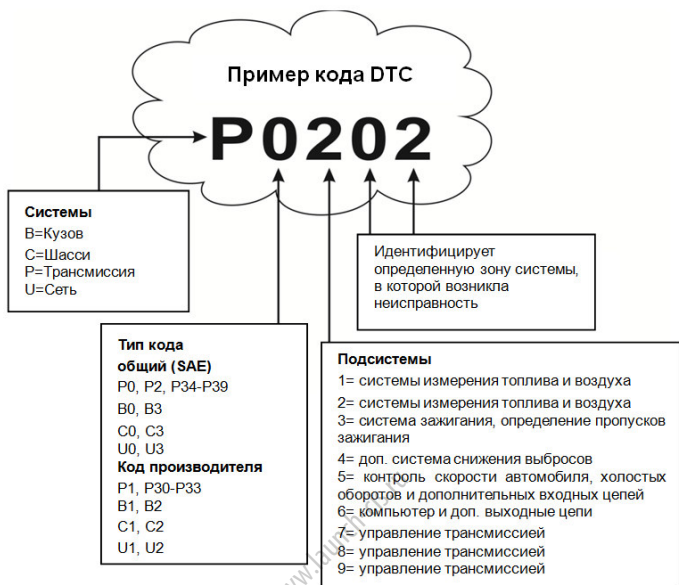 Пример кода DTC
P0202
Системы
B=Кузов
C=Шасси
P=Трансмиссия
U=Сеть
Идентифицирует
определенную зону системы,
в которой возникла
неисправность
Тип кода
общий (SAE)
P0, P2, P34-P39
B0, B3
C0, C3
U0, U3
Код производителя
P1, P30-P33
B1, B2
C1, C2
U1, U2
Подсистемы
1= системы измерения топлива и воздуха
2= системы измерения топлива и воздуха
3= система зажигания, определение пропусков
зажигания
4= доп. система снижения выбросов
5= контроль скорости автомобиля, холостых
оборотов и дополнительных входных цепей
6= компьютер и доп. выходные цепи
7= управление трансмиссией
8= управление трансмиссией
9= управление трансмиссией